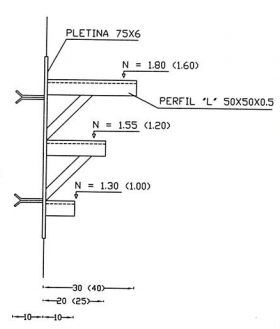 PLETINA 75X6
N = 1.80 (1.60)
PERFIL "L" 50X50X0.5
N = 1.55 (1.20)
N = 1.30 (1.00)
30 (40)
20 (25)
10
10